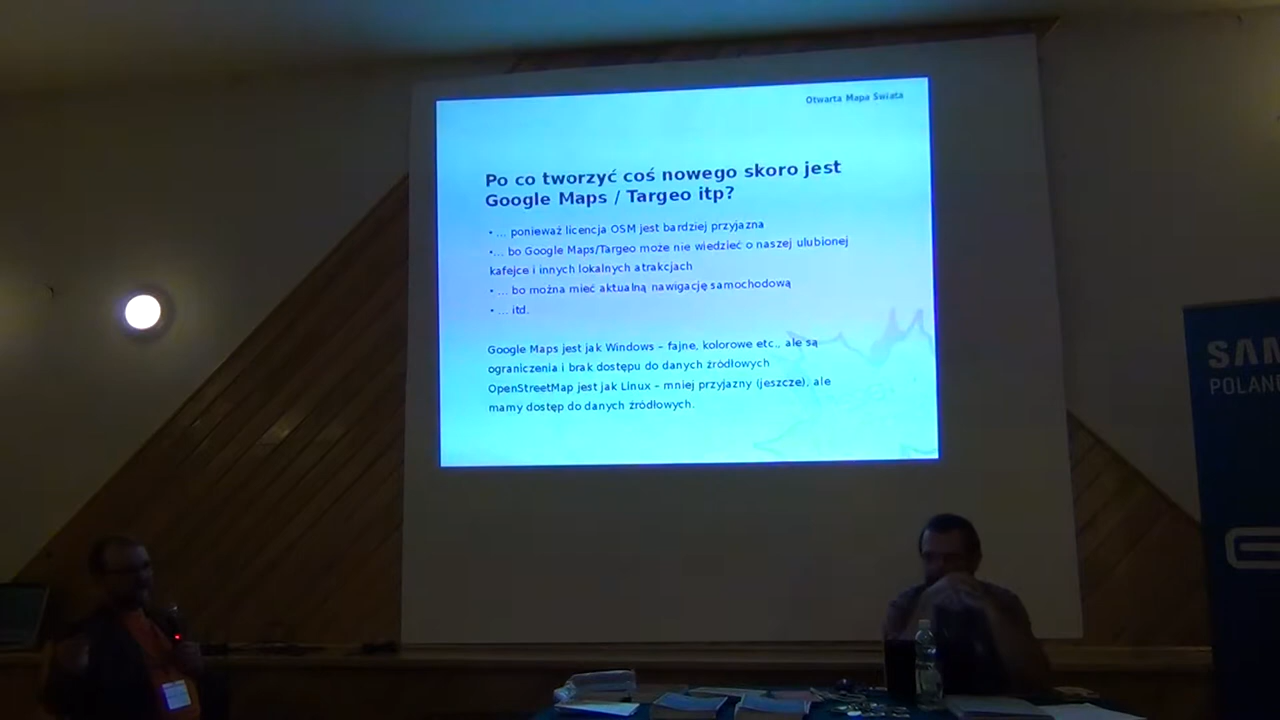 Otwarta Mapa Świata
Po co tworzyć coś nowego skoro jest
Google Maps / Targeo itp?
• ... ponieważ licencja OSM jest bardziej przyjazna
•... bo Google Maps/Targeo może nie wiedzieć o naszej ulubionej
kafejce i innych lokalnych atrakcjach
• ... bo można mieć aktualną nawigację samochodową
• ... itd.
Google Maps jest jak Windows – fajne, kolorowe etc., ale są
ograniczenia i brak dostępu do danych źródłowych
OpenStreetMap jest jak Linux – mniej przyjazny (jeszcze), ale
mamy dostęp do danych źródłowych.
SAM
POLAND